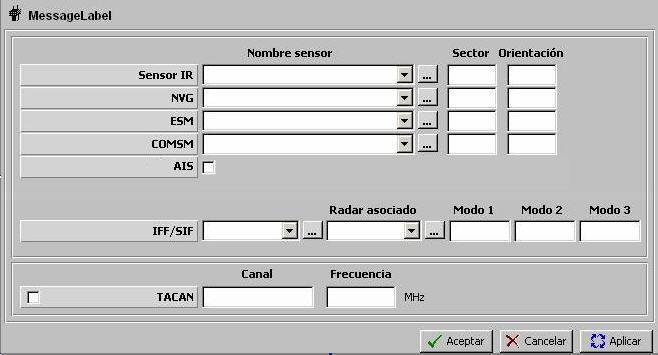 MessageLabel
Nombre sensor Sector Orientación
Sensor IR ...
NVG ...
ESM ...
COMSM ...
AIS
Radar asociado Modo 1 Modo 2 Modo 3
IFF/SIF ... ...
Canal Frecuencia
TACAN MHz
Aceptar Cancelar Aplicar